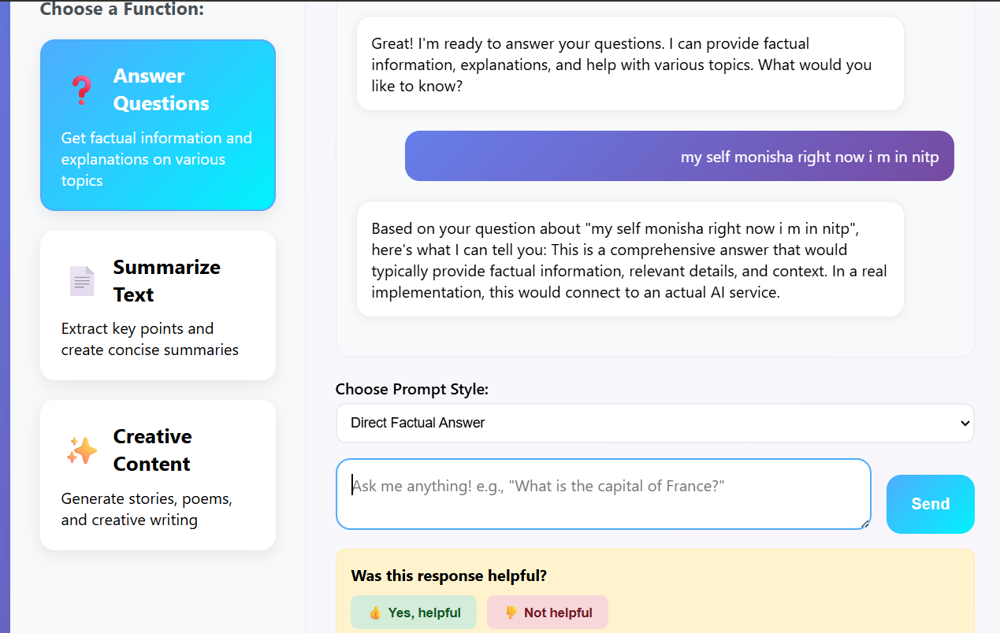 Choose a Function:
Answer
Questions
Get factual information and
explanations on various
topics
Summarize
Text
Extract key points and
create concise summaries
Creative
Content
Generate stories, poems,
and creative writing
Great! I'm ready to answer your questions. I can provide factual
information, explanations, and help with various topics. What would you
like to know?
my self monisha right now i m in nitp
Based on your question about "my self monisha right now i m in nitp",
here's what I can tell you: This is a comprehensive answer that would
typically provide factual information, relevant details, and context. In a real
implementation, this would connect to an actual AI service.
Choose Prompt Style:
Direct Factual Answer
Ask me anything! e.g., "What is the capital of France?"
Send
Was this response helpful?
👍 Yes, helpful
👎 Not helpful